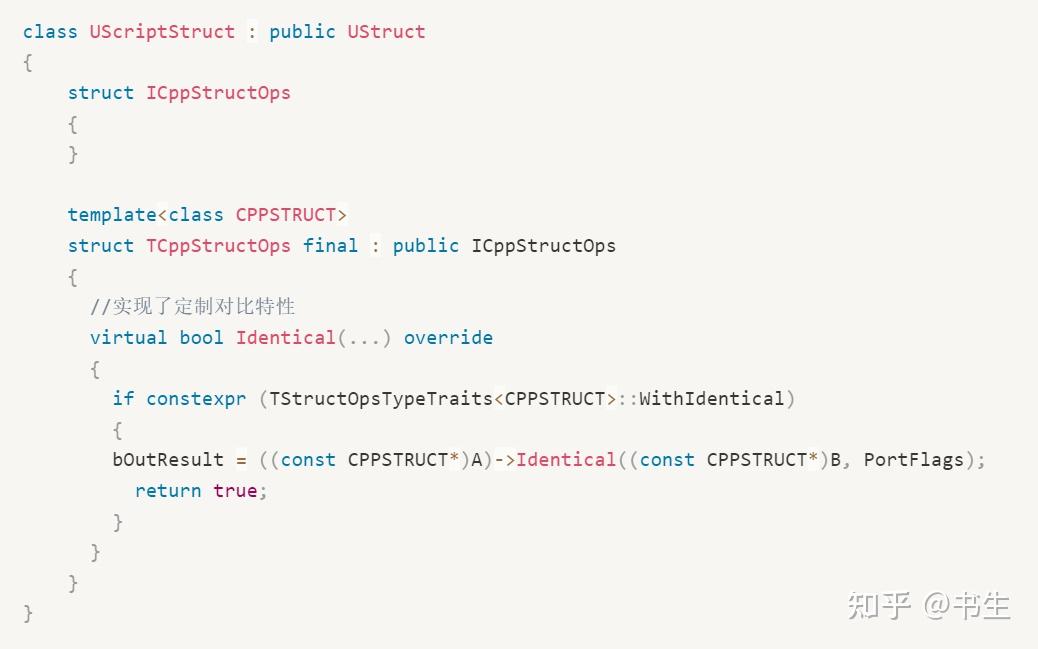 class UScriptStruct : public UStruct
{
    struct ICppStructOps
    {
    }

    template<class CPPSTRUCT>
    struct TCppStructOps final : public ICppStructOps
    {
      //实现了定制对比特性
      virtual bool Identical(...) override
      {
        if constexpr (TStructOpsTypeTraits<CPPSTRUCT>::WithIdentical)
        {
        bOutResult = ((const CPPSTRUCT*)A)->Identical((const CPPSTRUCT*)B, PortFlags);
          return true;
        }
      }
    }
}
知乎 @书生